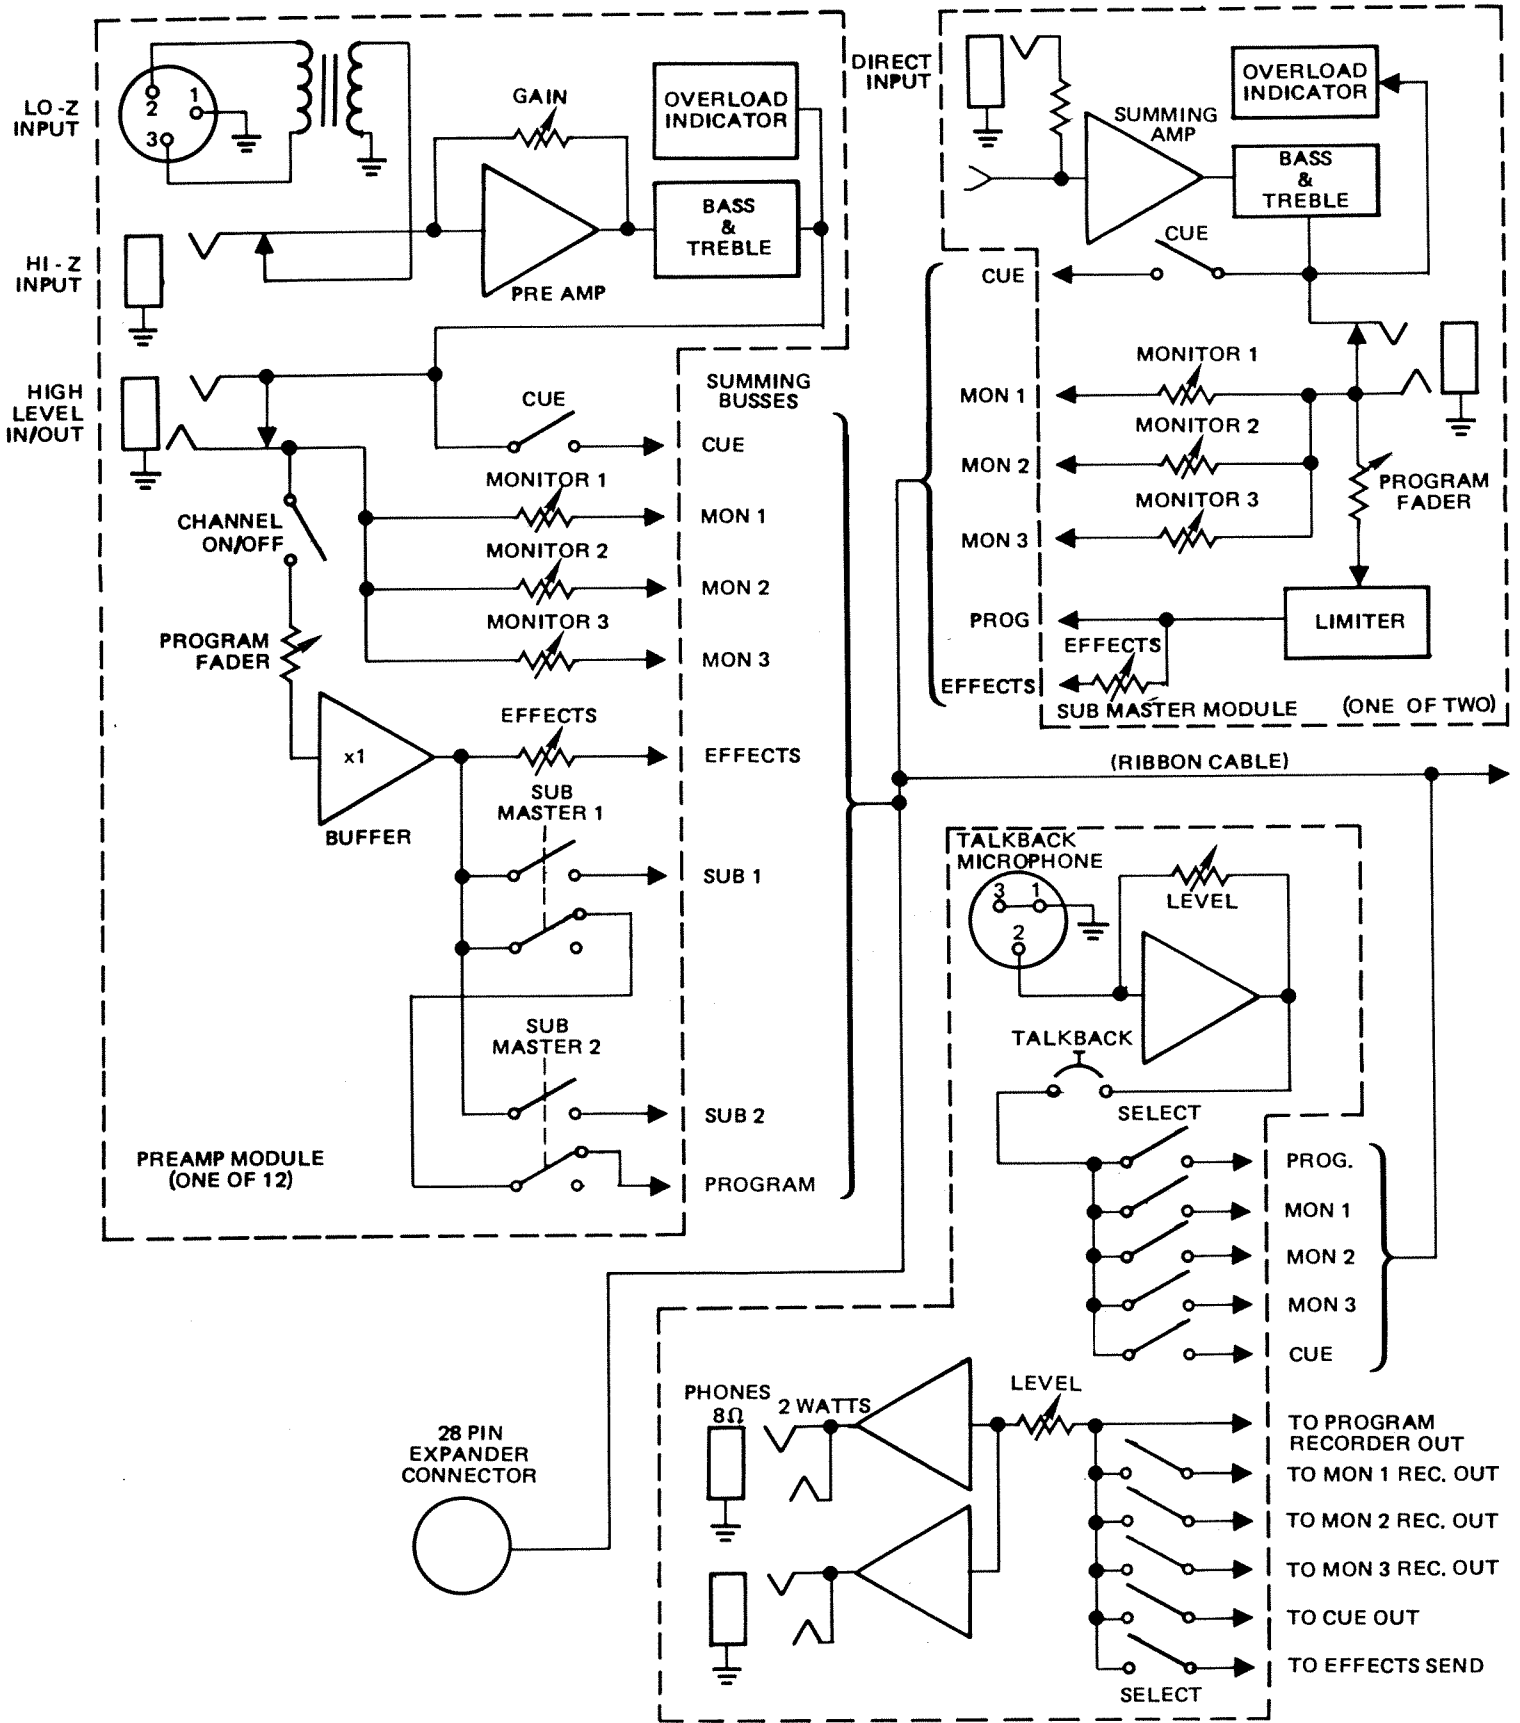 LO-Z
INPUT
2
1
3
HI - Z
INPUT
GAIN
PRE AMP
OVERLOAD
INDICATOR
BASS
&
TREBLE
HIGH
LEVEL
IN/OUT
CHANNEL
ON/OFF
PROGRAM
FADER
x1
BUFFER
CUE
MONITOR 1
MONITOR 2
MONITOR 3
EFFECTS
SUB
MASTER 1
SUB
MASTER 2
PREAMP MODULE
(ONE OF 12)
SUMMING
BUSSES
CUE
MON 1
MON 2
MON 3
EFFECTS
SUB 1
SUB 2
PROGRAM
DIRECT
INPUT
SUMMING
AMP
OVERLOAD
INDICATOR
BASS
&
TREBLE
CUE
CUE
MONITOR 1
MON 1
MONITOR 2
MON 2
MONITOR 3
MON 3
PROGRAM
FADER
LIMITER
PROG
EFFECTS
EFFECTS
SUB MASTER MODULE
(ONE OF TWO)
(RIBBON CABLE)
TALKBACK
MICROPHONE
3
1
2
LEVEL
TALKBACK
SELECT
PROG.
MON 1
MON 2
MON 3
CUE
PHONES
8Ω
2 WATTS
LEVEL
TO PROGRAM
RECORDER OUT
TO MON 1 REC. OUT
TO MON 2 REC. OUT
TO MON 3 REC. OUT
TO CUE OUT
TO EFFECTS SEND
SELECT
28 PIN
EXPANDER
CONNECTOR